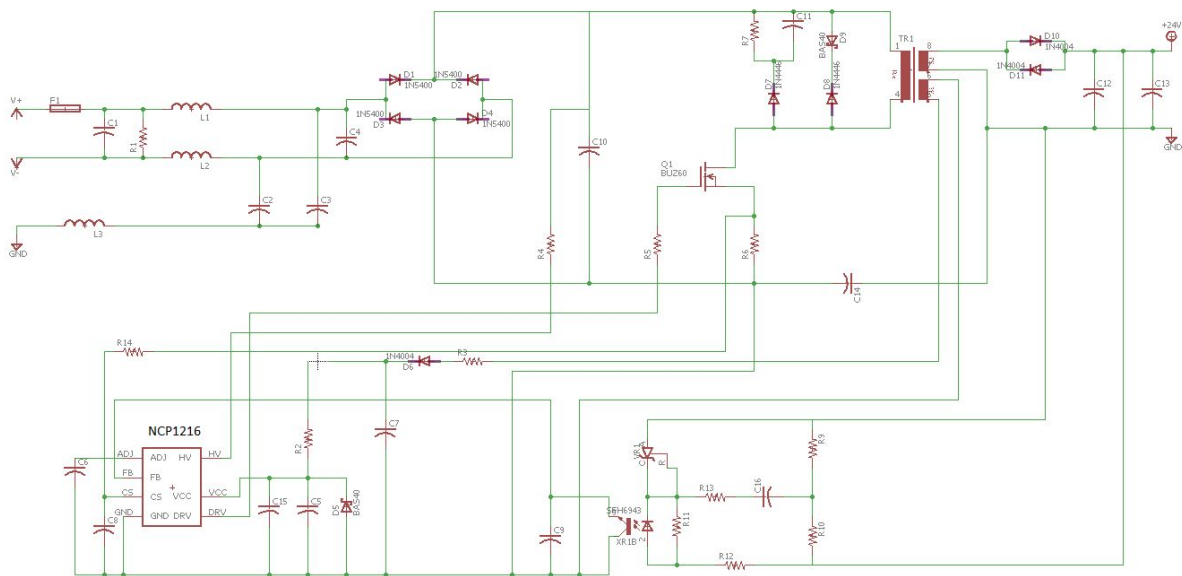 +24V
C11
R7
BAS40
D9
TR1
D10
1N4004
1N4004
D11
1
8
4
D1
1N5400
1N5400
D2
D7
1N4446
D8
1N4446
C12
C13
V+
F1
L1
C1
R1
C4
1N5400
D3
D4
1N5400
GND
V-
L2
C10
Q1
BUZ60
C2
C3
L3
GND
R4
R5
R6
C14
R14
1N4004
D6
R3
NCP1216
C7
R2
VR1
R9
C6
ADJ
ADJ
HV
HV
FB
FB
CS
CS
VCC
VCC
GND
GND
DRV
DRV
C8
C15
C5
D5
BAS40
C9
R13
C16
R11
R10
XR1B
2
R12